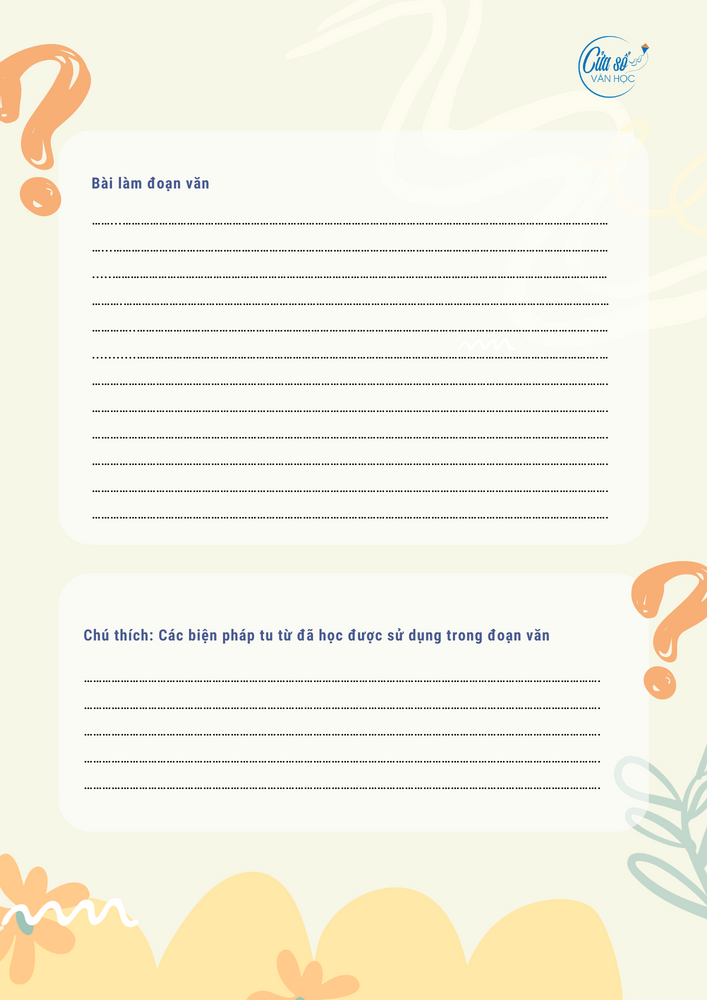 Cửa sổ
VĂN HỌC
Bài làm đoạn văn
Chú thích: Các biện pháp tu từ đã học được sử dụng trong đoạn văn